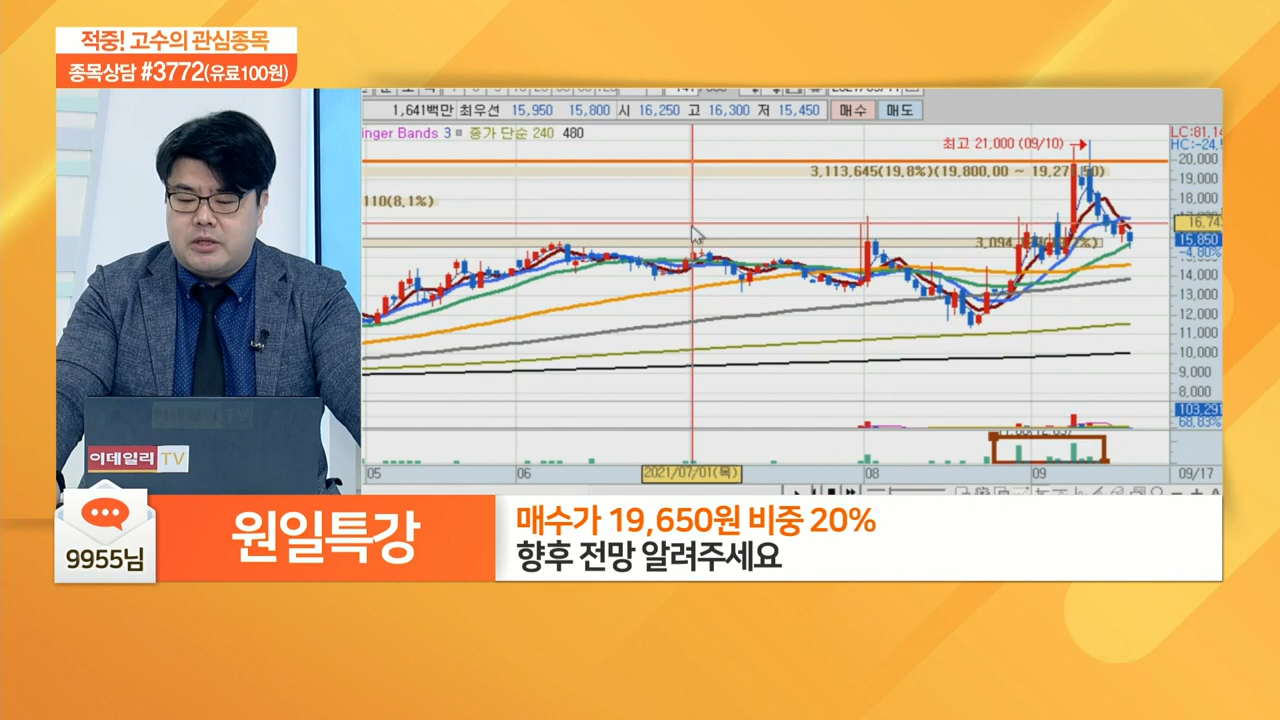 적중! 고수의 관심종목
종목상담 #3772(유료100원)
1,641백만 최우선 15,950 15,800 시 16,250 고 16,300 저 15,450 매수 매도
inger Bands 3 종가 단순 240 480
LC:81.14
HC:-24.
최고 21,000 (09/10)
20,000
3,113,645(19.8%)(19,800.00 ~
19,000
110(8.1%)
18,000
16,74
15,850
-4.80%
14,000
13,000
12,000
11,000
10,000
9,000
8,000
103,291
68.83%
05 06 2021/07/01(목) 08 09 09/17
이데일리 TV
9955님
원일특강
매수가 19,650원 비중 20%
향후 전망 알려주세요